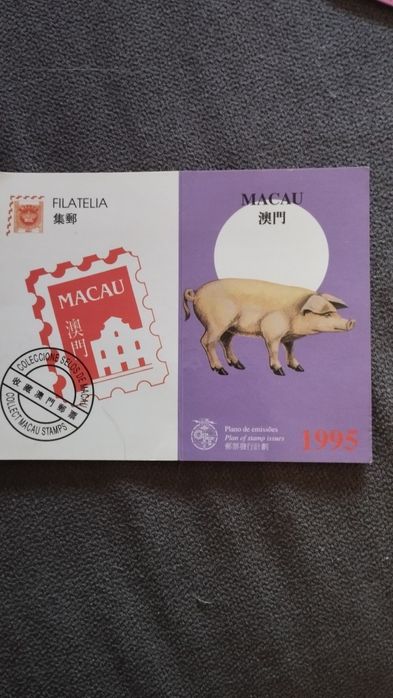 FILATELIA
集郵
MACAU
澳門
COLECCIONE SELOS DE MACAU
收藏澳門郵票
COLLECT MACAU STAMPS
MACAU
澳門
Plano de emissões
Plan of stamp issues
郵票發行計劃
1995